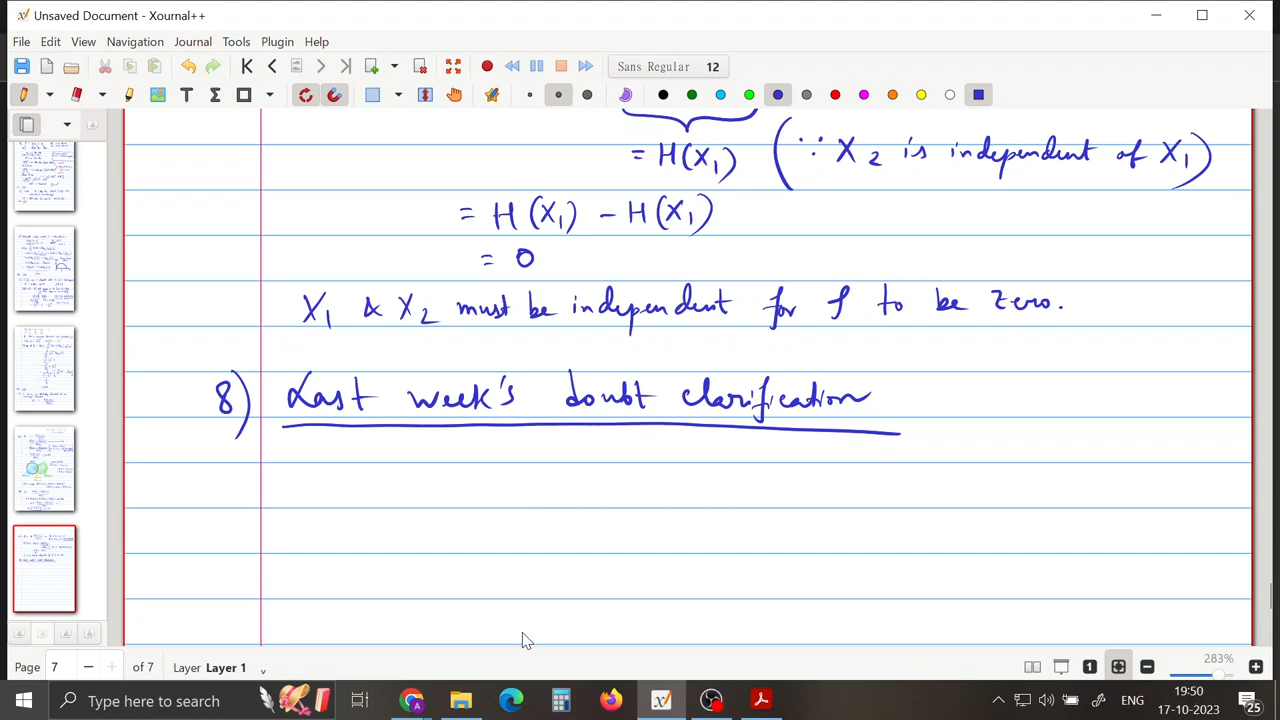 Unsaved Document - Xournal++
File Edit View Navigation Journal Tools Plugin Help
Sans Regular 12
= H(X₁) (∵ X₂ is independent of X₁)
= H(X₁) - H(X₁)
= 0
X₁ & X₂ must be independent for ρ to be zero.
8) Last week's doubt clarification
Page 7 of 7 Layer Layer 1
283%
Type here to search
ENG
19:50
17-10-2023
25